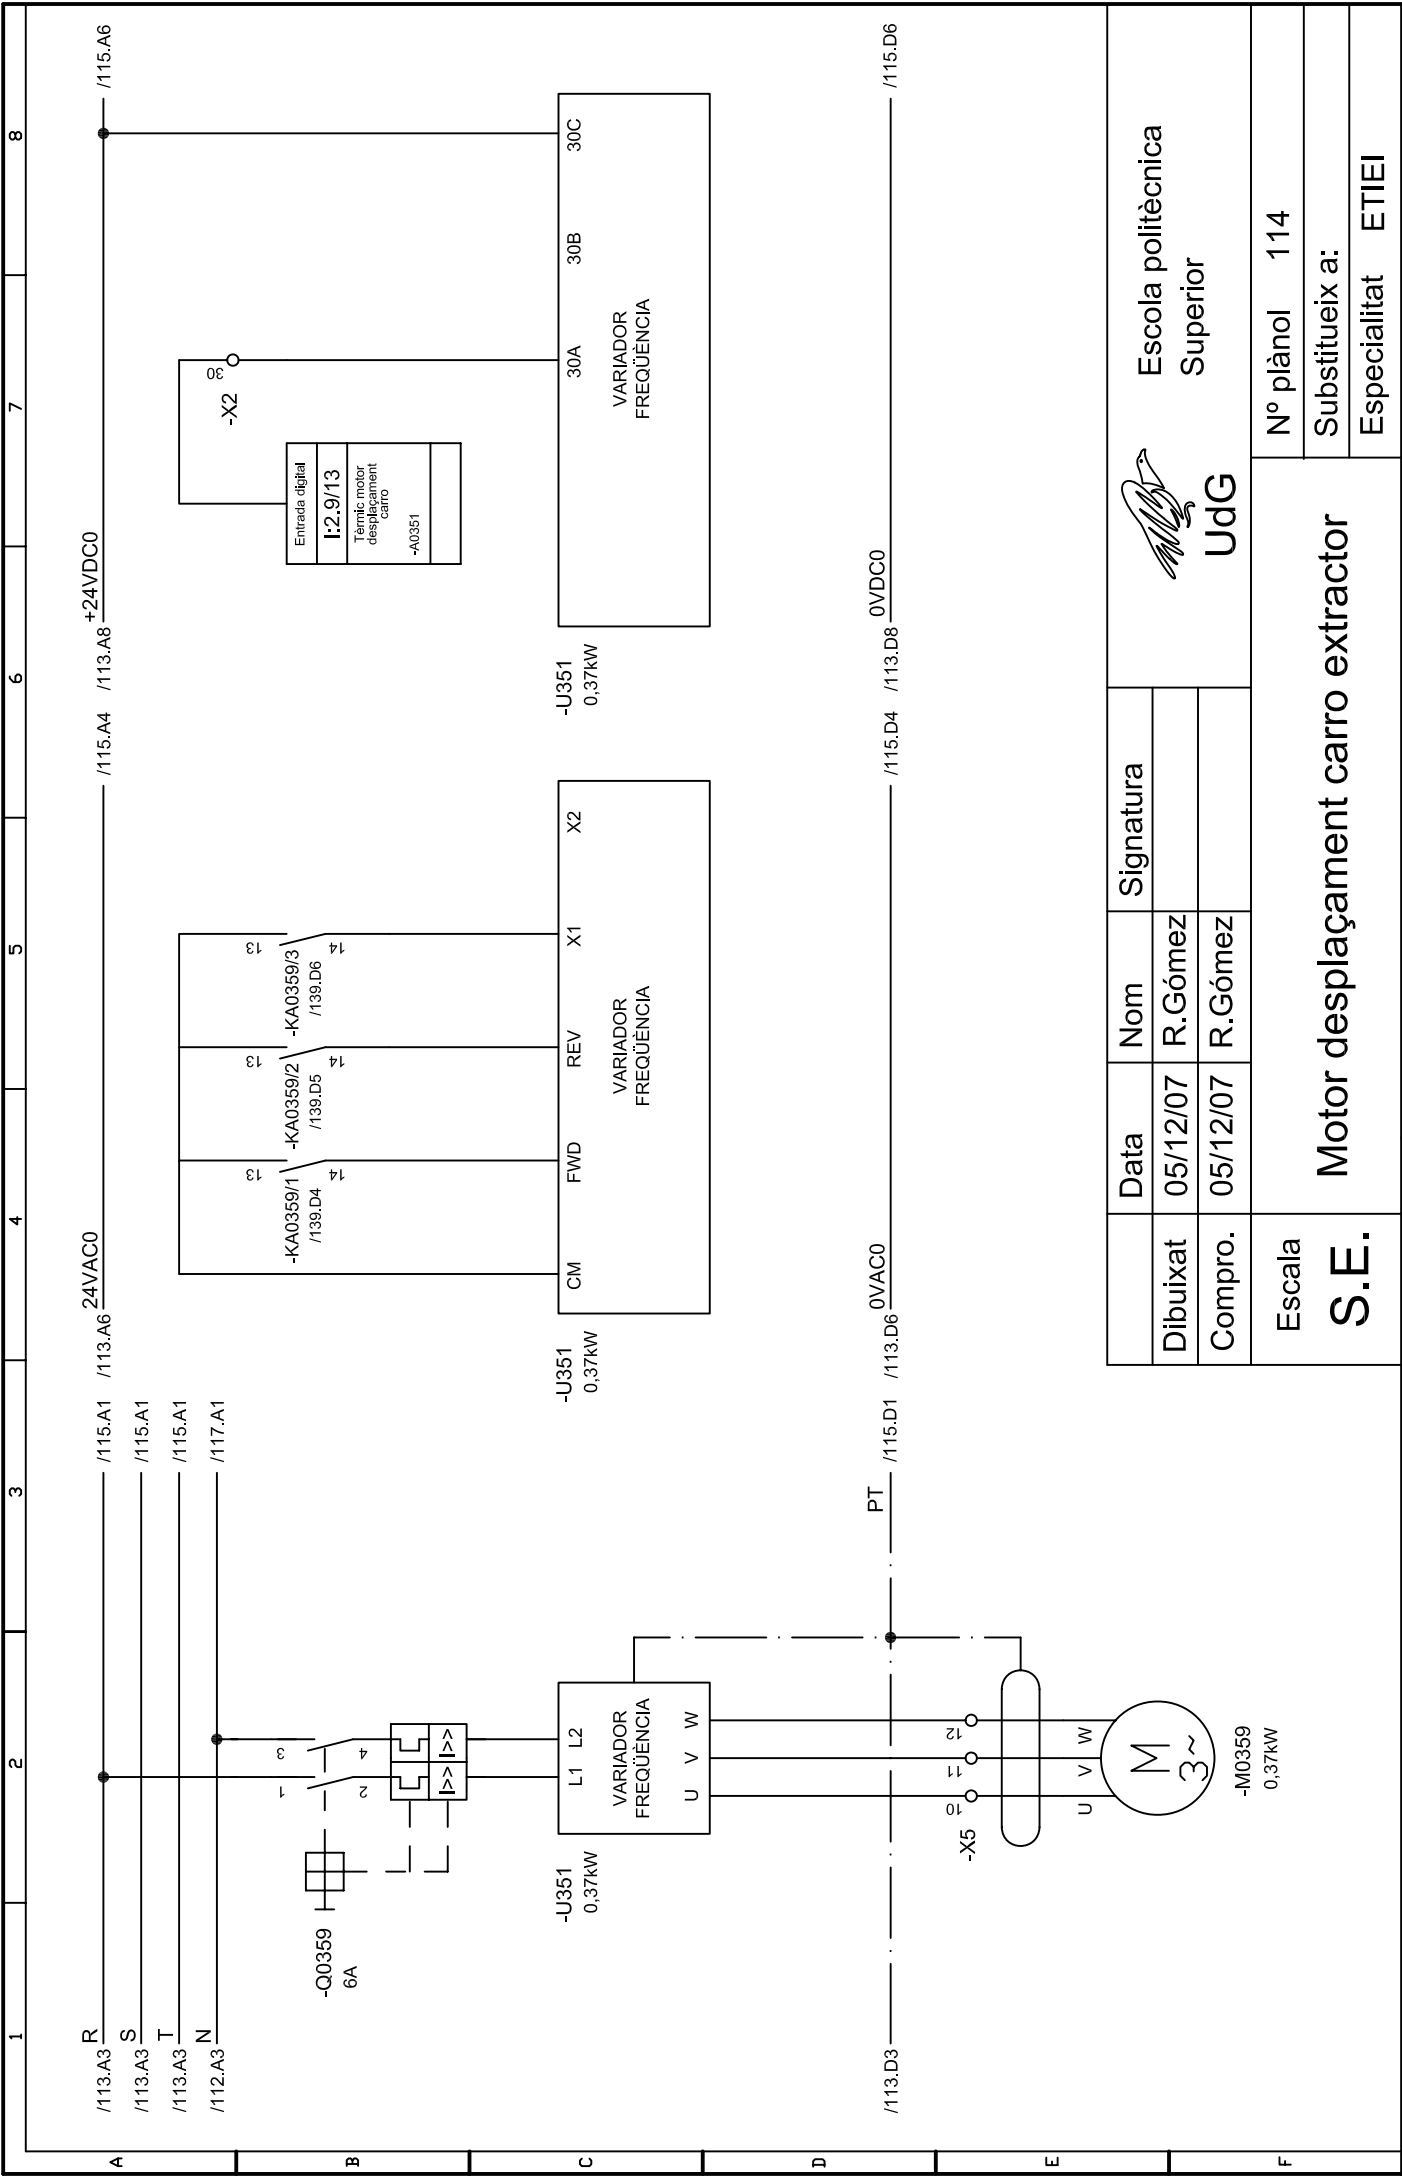 1 2 3 4 5 6 7 8
A
B
C
D
E
F
/113.A3 R /115.A1
/113.A3 S /115.A1
/113.A3 T /115.A1
/112.A3 N /117.A1
-Q0359
6A
1 3
2 4
I>> I>>
-U351
0,37kW
L1 L2
VARIADOR
FREQÜÈNCIA
U V W
/113.D3 PT /115.D1
-X5
10 11 12
U V W
M
3~
-M0359
0,37kW
/113.A6 24VAC0 /115.A4
13 13 13
-KA0359/1 -KA0359/2 -KA0359/3
/139.D4 /139.D5 /139.D6
14 14 14
-U351
0,37kW
CM FWD REV X1 X2
VARIADOR
FREQÜÈNCIA
/113.D6 0VAC0 /115.D4
/113.A8 +24VDC0 /115.A6
30
-X2
Entrada digital
I:2.9/13
Tèrmic motor
desplaçament
carro
-A0351
-U351
0,37kW
30A 30B 30C
VARIADOR
FREQÜÈNCIA
/113.D8 0VDC0 /115.D6
Data Nom Signatura
Dibuixat 05/12/07 R.Gómez
Compro. 05/12/07 R.Gómez
UdG
Escola politècnica
Superior
Escala
S.E.
Motor desplaçament carro extractor
Nº plànol 114
Substitueix a:
Especialitat ETIEI